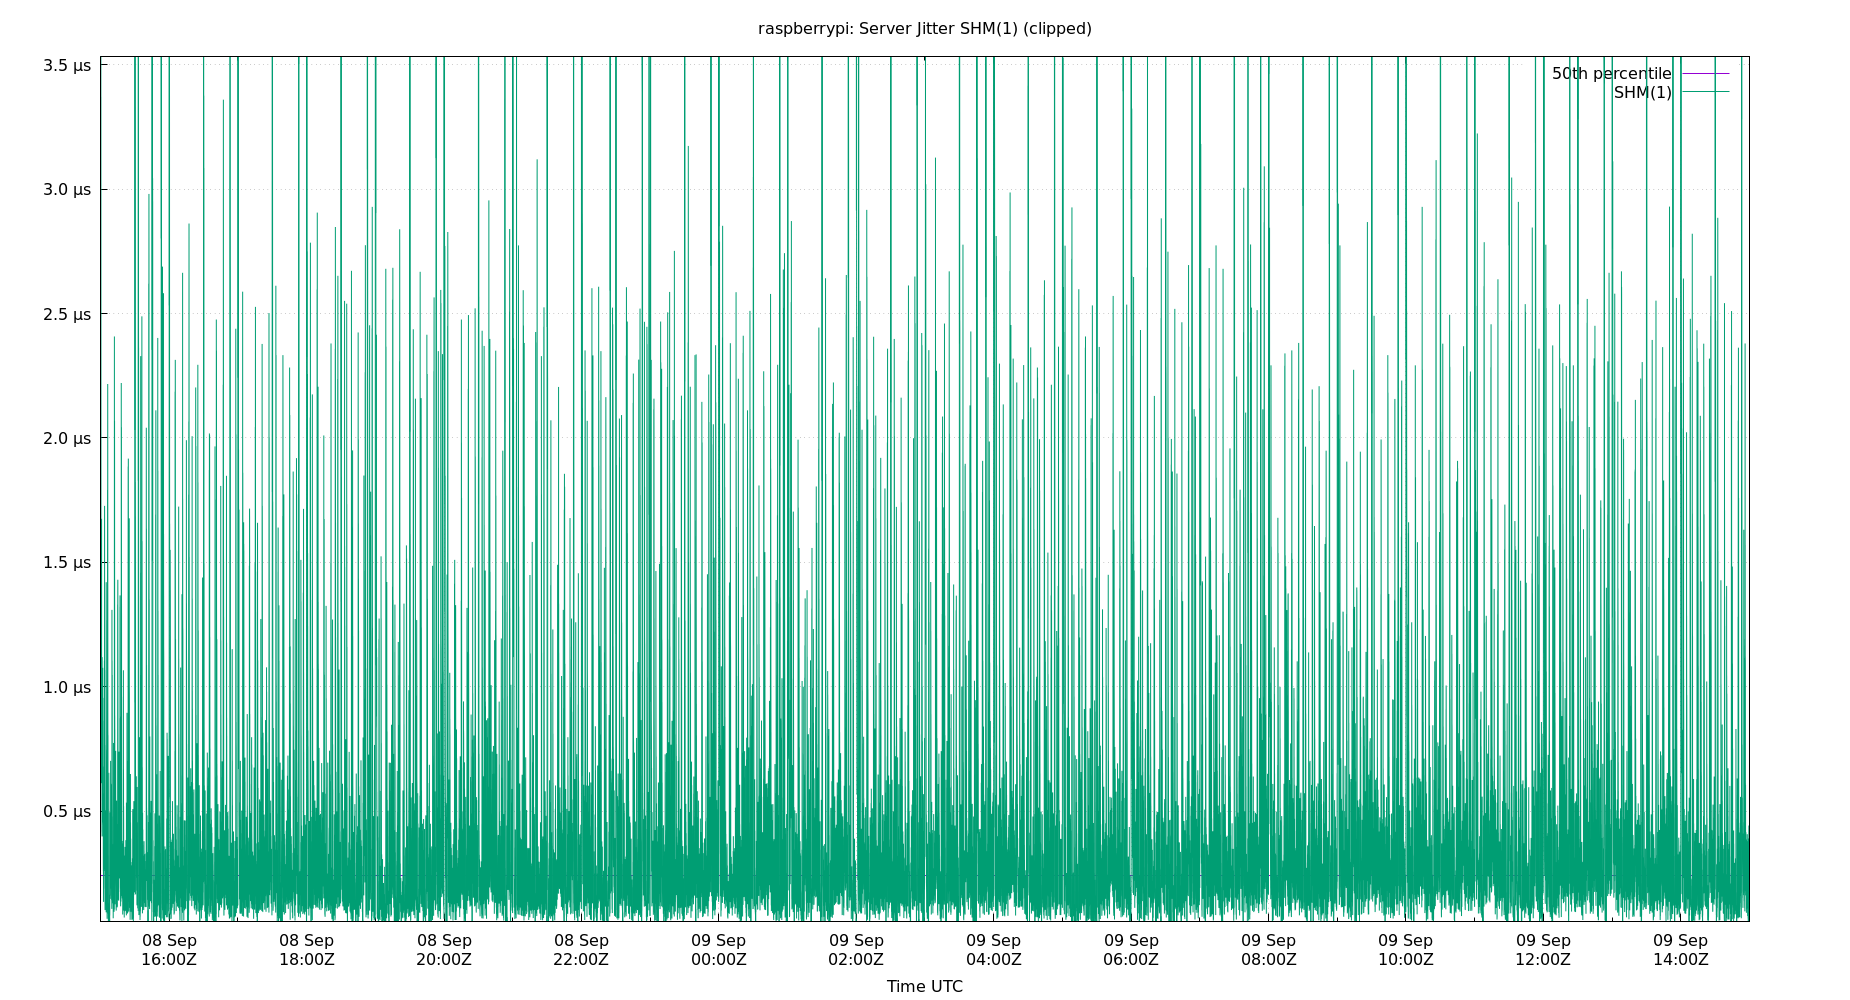 raspberrypi: Server Jitter SHM(1) (clipped)
3.5 µs
3.0 µs
2.5 µs
2.0 µs
1.5 µs
1.0 µs
0.5 µs
50th percentile
SHM(1)
08 Sep 08 Sep 08 Sep 08 Sep 09 Sep 09 Sep 09 Sep 09 Sep 09 Sep 09 Sep 09 Sep 09 Sep
16:00Z 18:00Z 20:00Z 22:00Z 00:00Z 02:00Z 04:00Z 06:00Z 08:00Z 10:00Z 12:00Z 14:00Z
Time UTC